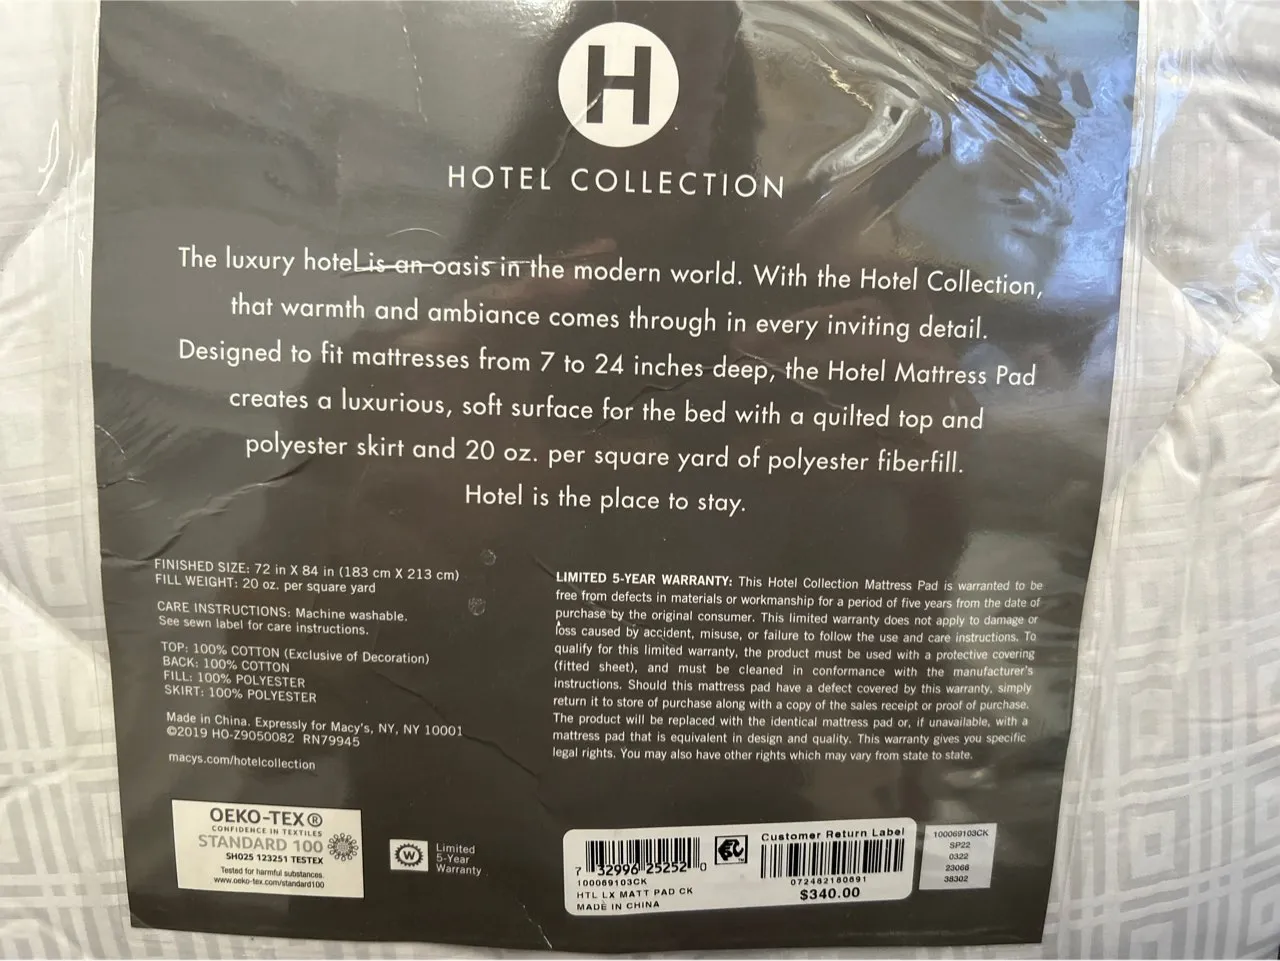 H
HOTEL COLLECTION
The luxury hotel is an oasis in the modern world. With the Hotel Collection,
that warmth and ambiance comes through in every inviting detail.
Designed to fit mattresses from 7 to 24 inches deep, the Hotel Mattress Pad
creates a luxurious, soft surface for the bed with a quilted top and
polyester skirt and 20 oz. per square yard of polyester fiberfill.
Hotel is the place to stay.
FINISHED SIZE: 72 in X 84 in (183 cm X 213 cm)
FILL WEIGHT: 20 oz. per square yard
CARE INSTRUCTIONS: Machine washable.
See sewn label for care instructions.
TOP: 100% COTTON (Exclusive of Decoration)
BACK: 100% COTTON
FILL: 100% POLYESTER
SKIRT: 100% POLYESTER
Made in China. Expressly for Macy's, NY, NY 10001
©2019 HO-Z9050082 RN79945
macys.com/hotelcollection
LIMITED 5-YEAR WARRANTY: This Hotel Collection Mattress Pad is warranted to be
free from defects in materials or workmanship for a period of five years from the date of
purchase by the original consumer. This limited warranty does not apply to damage or
loss caused by accident, misuse, or failure to follow the use and care instructions. To
qualify for this limited warranty, the product must be used with a protective covering
(fitted sheet), and must be cleaned in conformance with the manufacturer's
instructions. Should this mattress pad have a defect covered by this warranty, simply
return it to store of purchase along with a copy of the sales receipt or proof of purchase.
The product will be replaced with the identical mattress pad or, if unavailable, with a
mattress pad that is equivalent in design and quality. This warranty gives you specific
legal rights. You may also have other rights which may vary from state to state.
OEKO-TEX®
CONFIDENCE IN TEXTILES
STANDARD 100
SH025 123251 TESTEX
Tested for harmful substances.
www.oeko-tex.com/standard100
W
Limited
5-Year
Warranty
7 32996 25252 0
100069103CK
HTL LX MATT PAD CK
MADE IN CHINA
Customer Return Label
072482180691
$340.00
100069103CK
SP22
0322
23066
38302